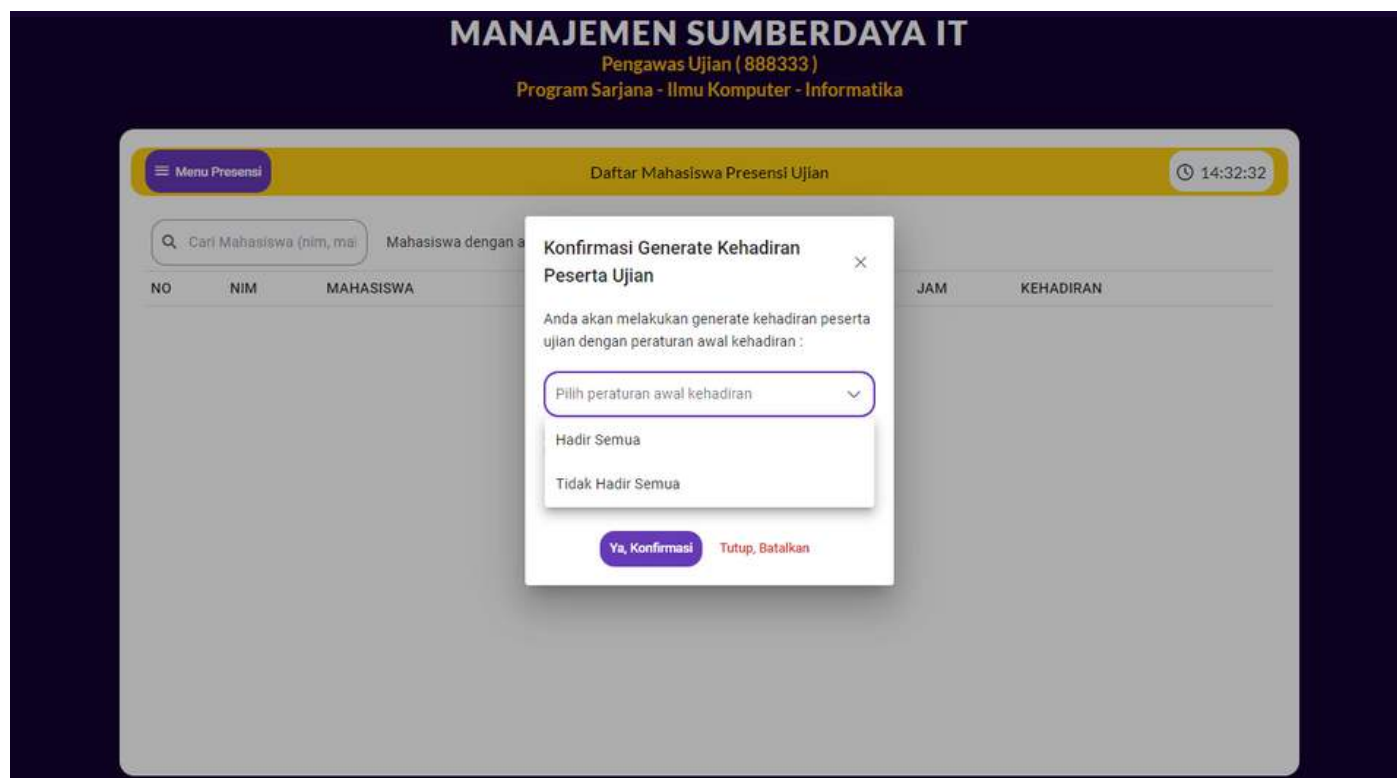 MANAJEMEN SUMBERDAYA IT
Pengawas Ujian ( 888333 )
Program Sarjana - Ilmu Komputer - Informatika
Menu Presensi
Daftar Mahasiswa Presensi Ujian
14:32:32
Cari Mahasiswa (nim, ma
Mahasiswa dengan a
NO NIM MAHASISWA JAM KEHADIRAN
Konfirmasi Generate Kehadiran
Peserta Ujian
Anda akan melakukan generate kehadiran peserta
ujian dengan peraturan awal kehadiran :
Pilih peraturan awal kehadiran
Hadir Semua
Tidak Hadir Semua
Ya, Konfirmasi
Tutup, Batalkan